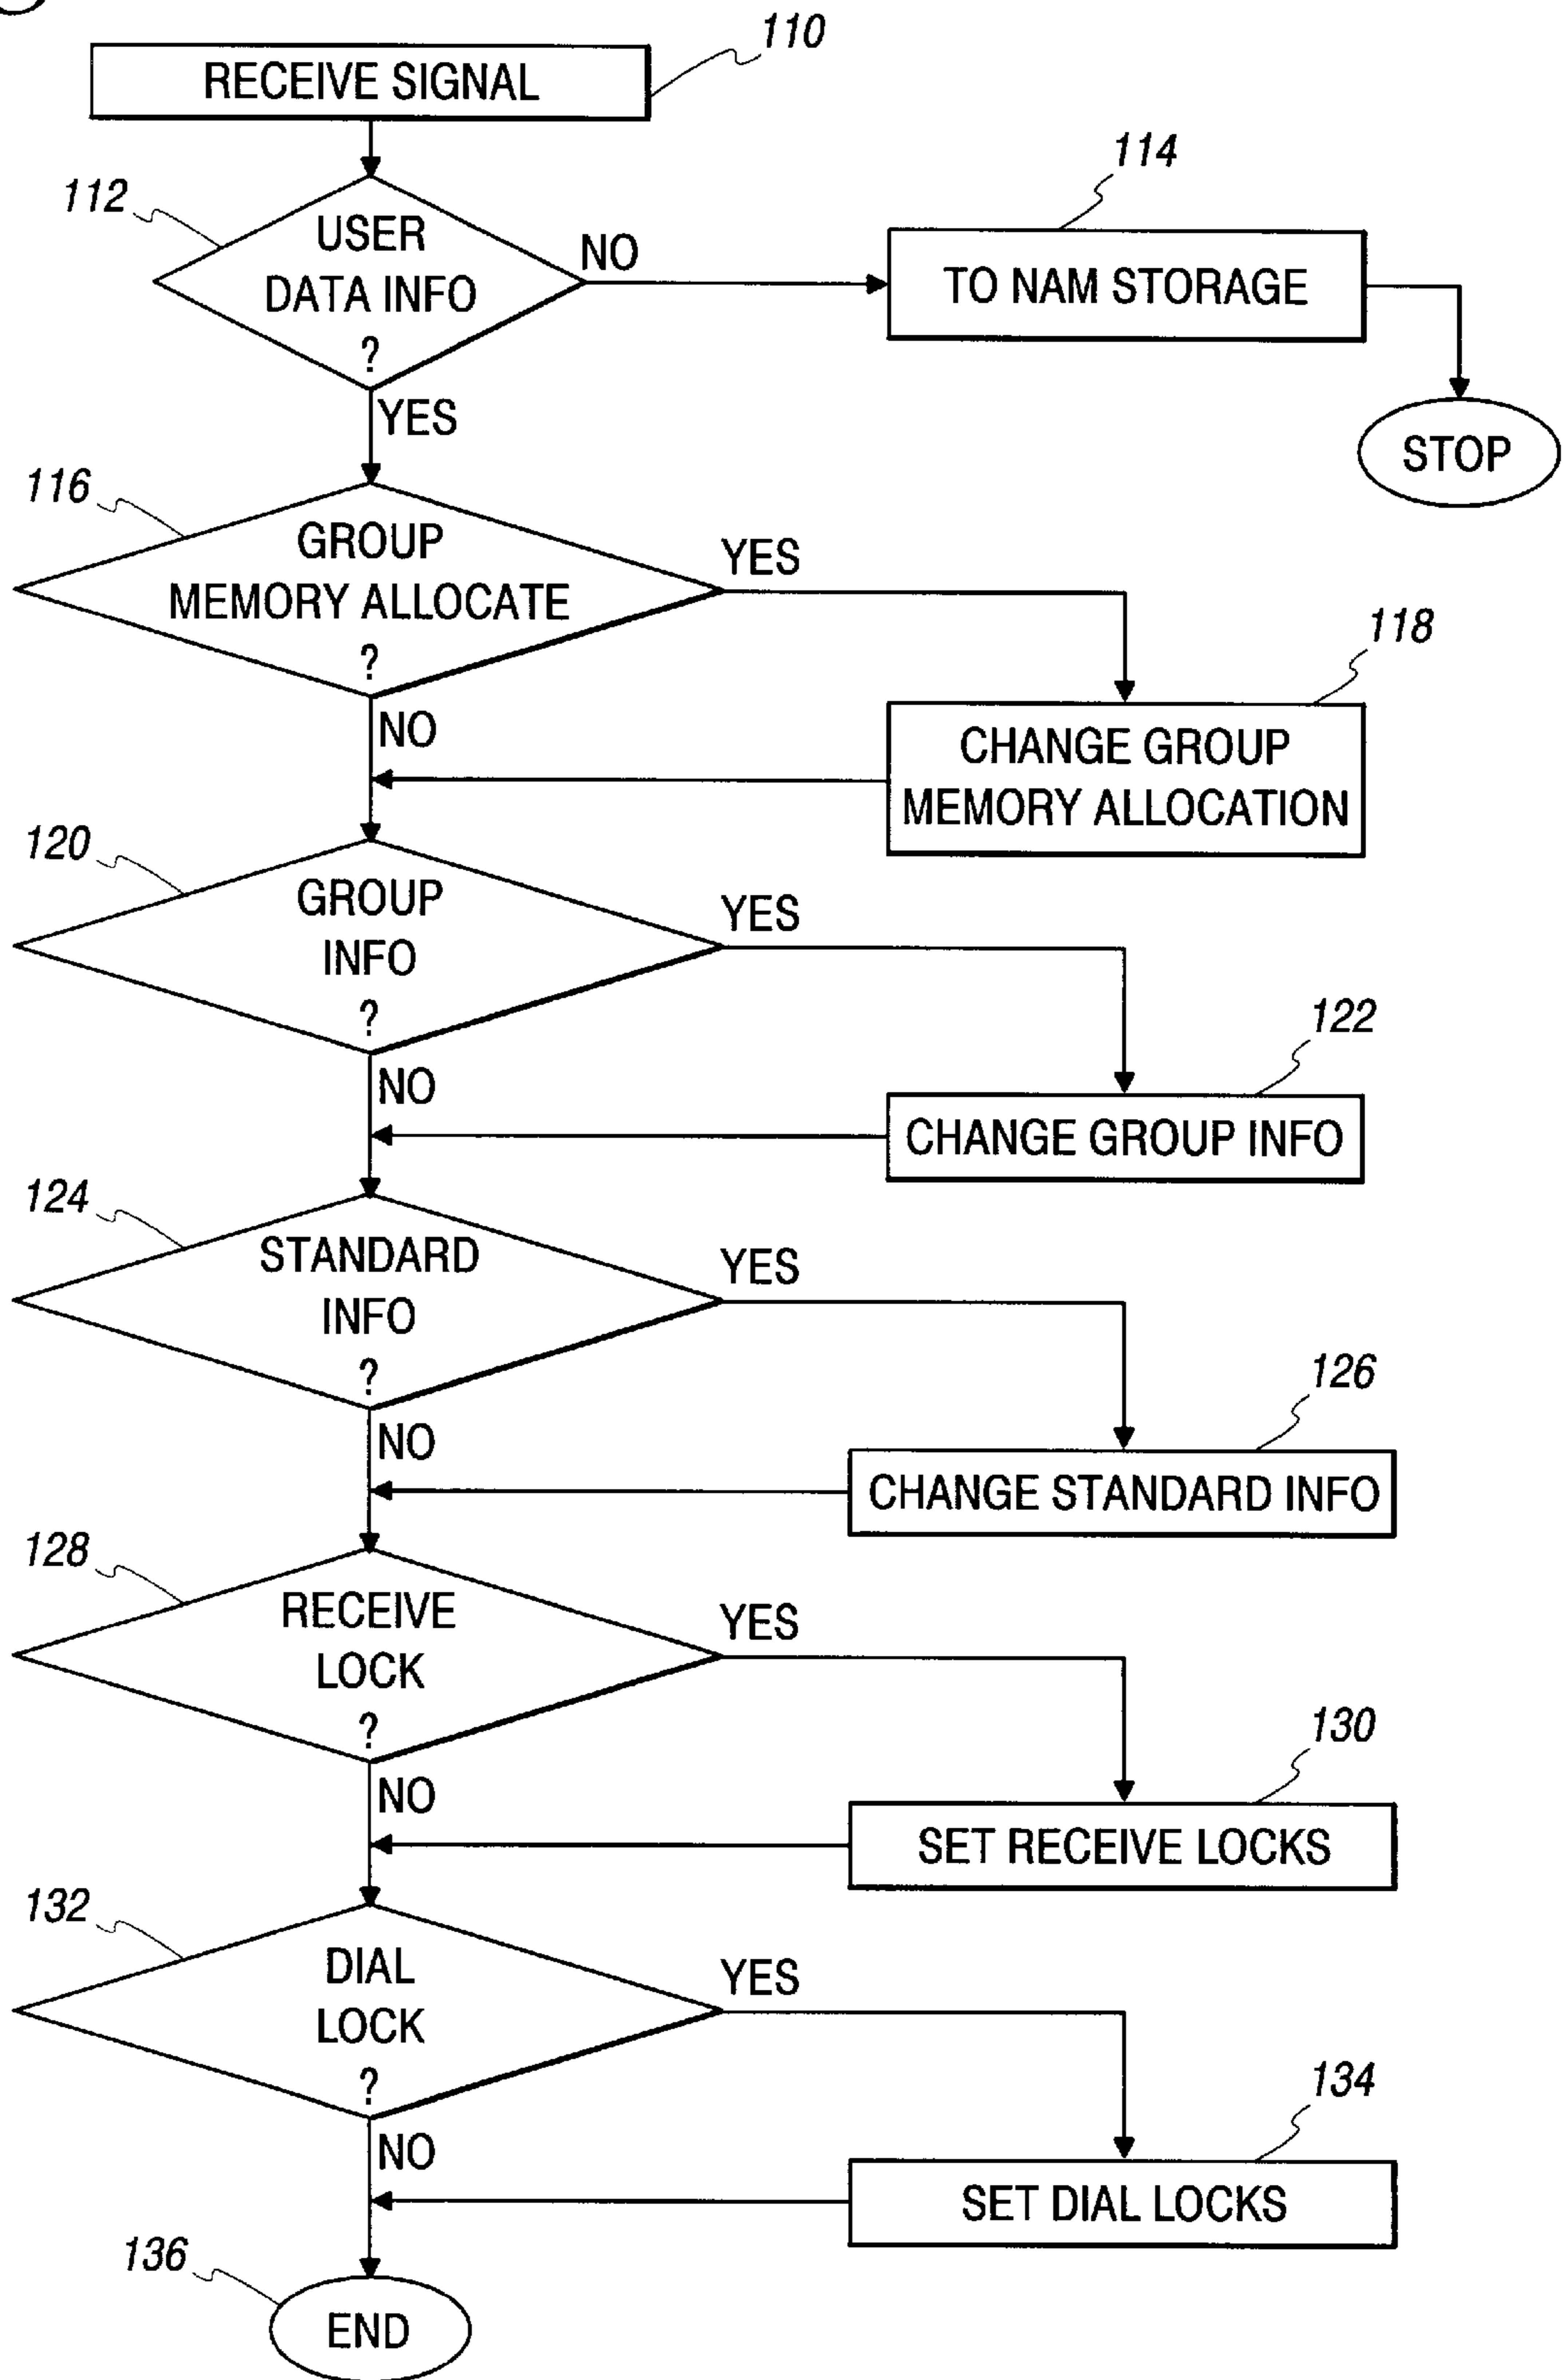 110
RECEIVE SIGNAL
112
USER
DATA INFO
?
NO
114
TO NAM STORAGE
STOP
YES
116
GROUP
MEMORY ALLOCATE
?
YES
118
CHANGE GROUP
MEMORY ALLOCATION
NO
120
GROUP
INFO
?
YES
122
CHANGE GROUP INFO
NO
124
STANDARD
INFO
?
YES
126
CHANGE STANDARD INFO
NO
128
RECEIVE
LOCK
?
YES
130
SET RECEIVE LOCKS
NO
132
DIAL
LOCK
?
YES
134
SET DIAL LOCKS
NO
136
END